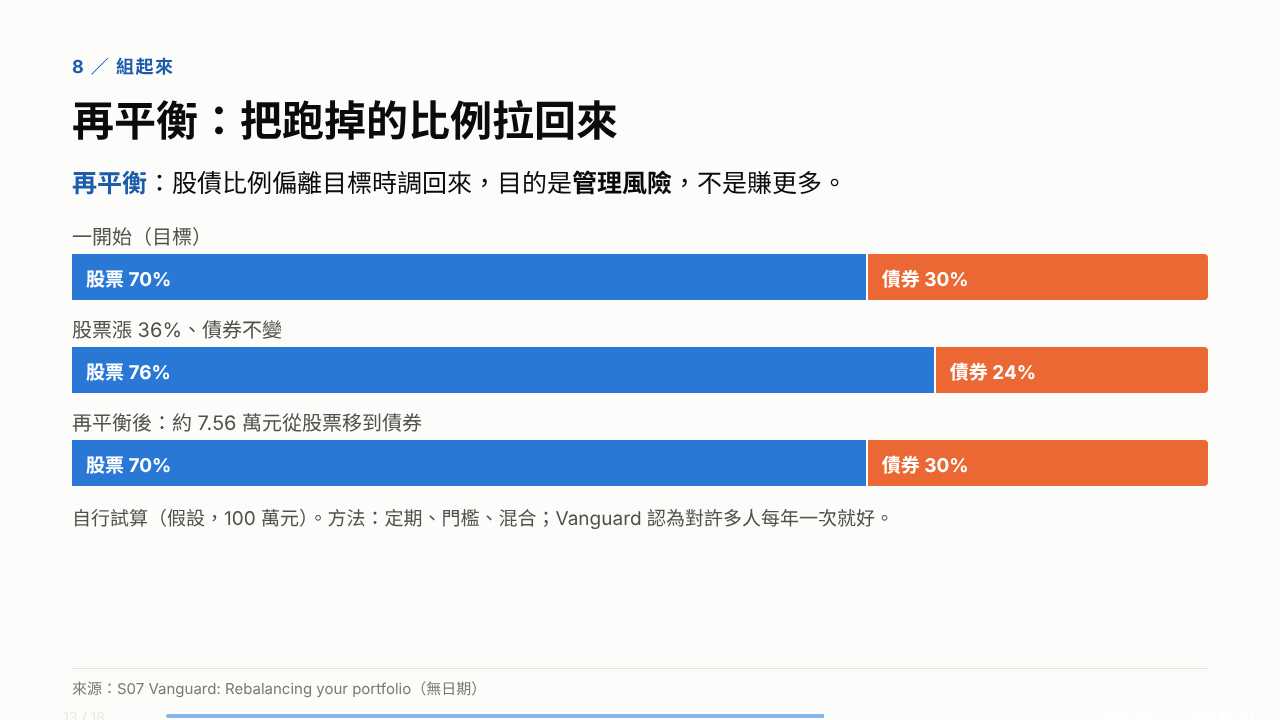 8 ／ 組起來
再平衡：把跑掉的比例拉回來
再平衡：股債比例偏離目標時調回來，目的是管理風險，不是賺更多。
一開始（目標）
股票 70%
債券 30%
股票漲 36%、債券不變
股票 76%
債券 24%
再平衡後：約 7.56 萬元從股票移到債券
股票 70%
債券 30%
自行試算（假設，100 萬元）。方法：定期、門檻、混合；Vanguard 認為對許多人每年一次就好。
來源：S07 Vanguard: Rebalancing your portfolio（無日期）
13 / 18